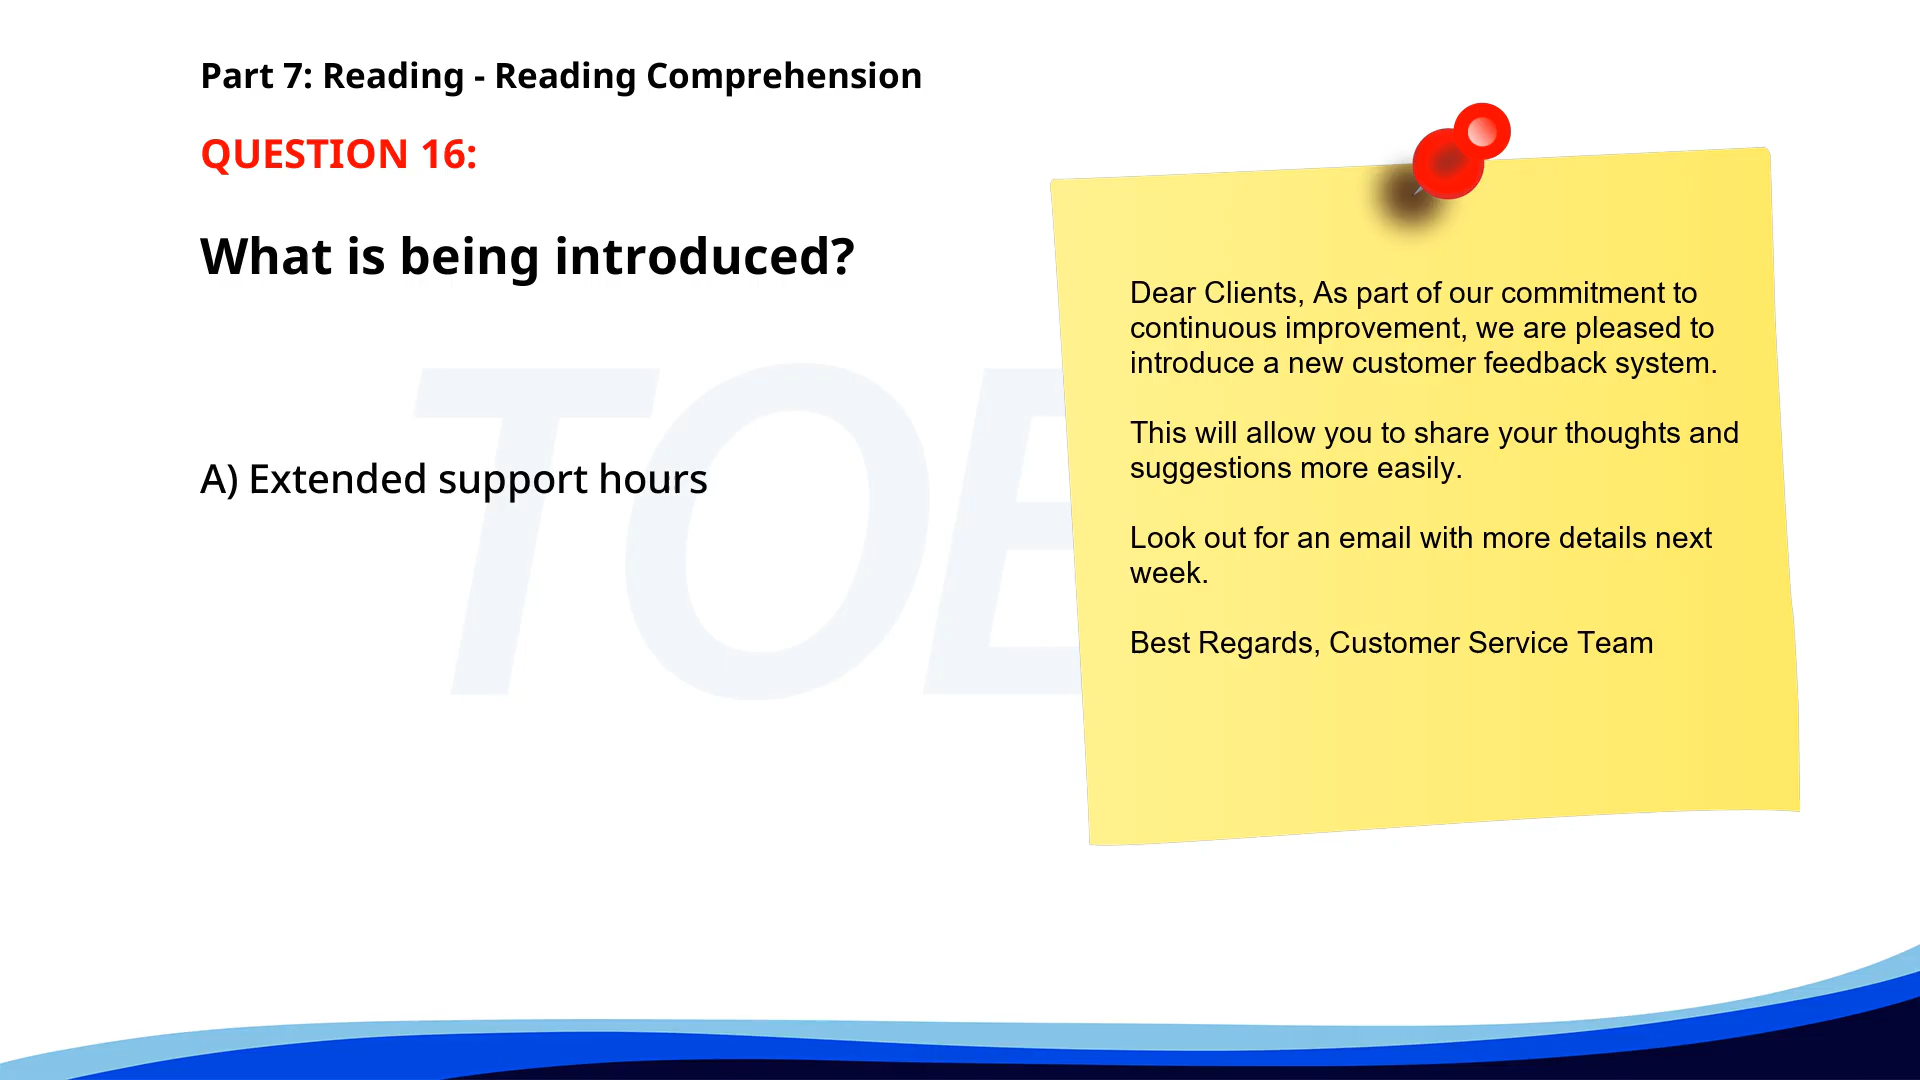 Part 7: Reading - Reading Comprehension
QUESTION 16:
What is being introduced?
A) Extended support hours
Dear Clients, As part of our commitment to
continuous improvement, we are pleased to
introduce a new customer feedback system.
This will allow you to share your thoughts and
suggestions more easily.
Look out for an email with more details next
week.
Best Regards, Customer Service Team